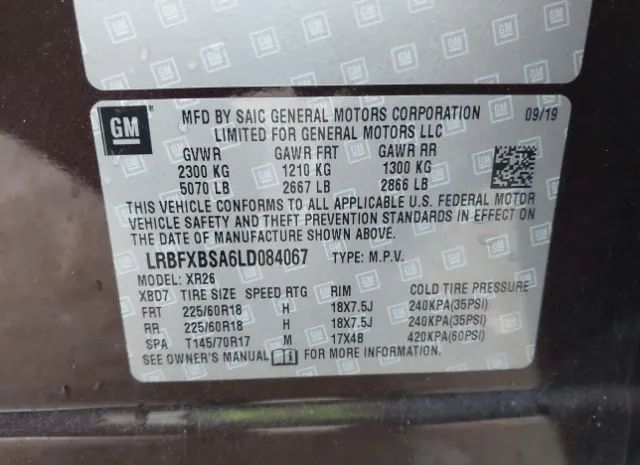 GM
MFD BY SAIC GENERAL MOTORS CORPORATION 09/19
LIMITED FOR GENERAL MOTORS LLC
GVWR GAWR FRT GAWR RR
2300 KG 1210 KG 1300 KG
5070 LB 2667 LB 2866 LB
THIS VEHICLE CONFORMS TO ALL APPLICABLE U.S. FEDERAL MOTOR
VEHICLE SAFETY AND THEFT PREVENTION STANDARDS IN EFFECT ON
THE DATE OF MANUFACTURE SHOWN ABOVE.
LRBFXBSA6LD084067 TYPE: M.P.V.
MODEL: XR26
XBD7 TIRE SIZE SPEED RTG RIM COLD TIRE PRESSURE
FRT 225/60R18 H 18X7.5J 240KPA(35PSI)
RR 225/60R18 H 18X7.5J 240KPA(35PSI)
SPA T145/70R17 M 17X4B 420KPA(60PSI)
SEE OWNER'S MANUAL FOR MORE INFORMATION.